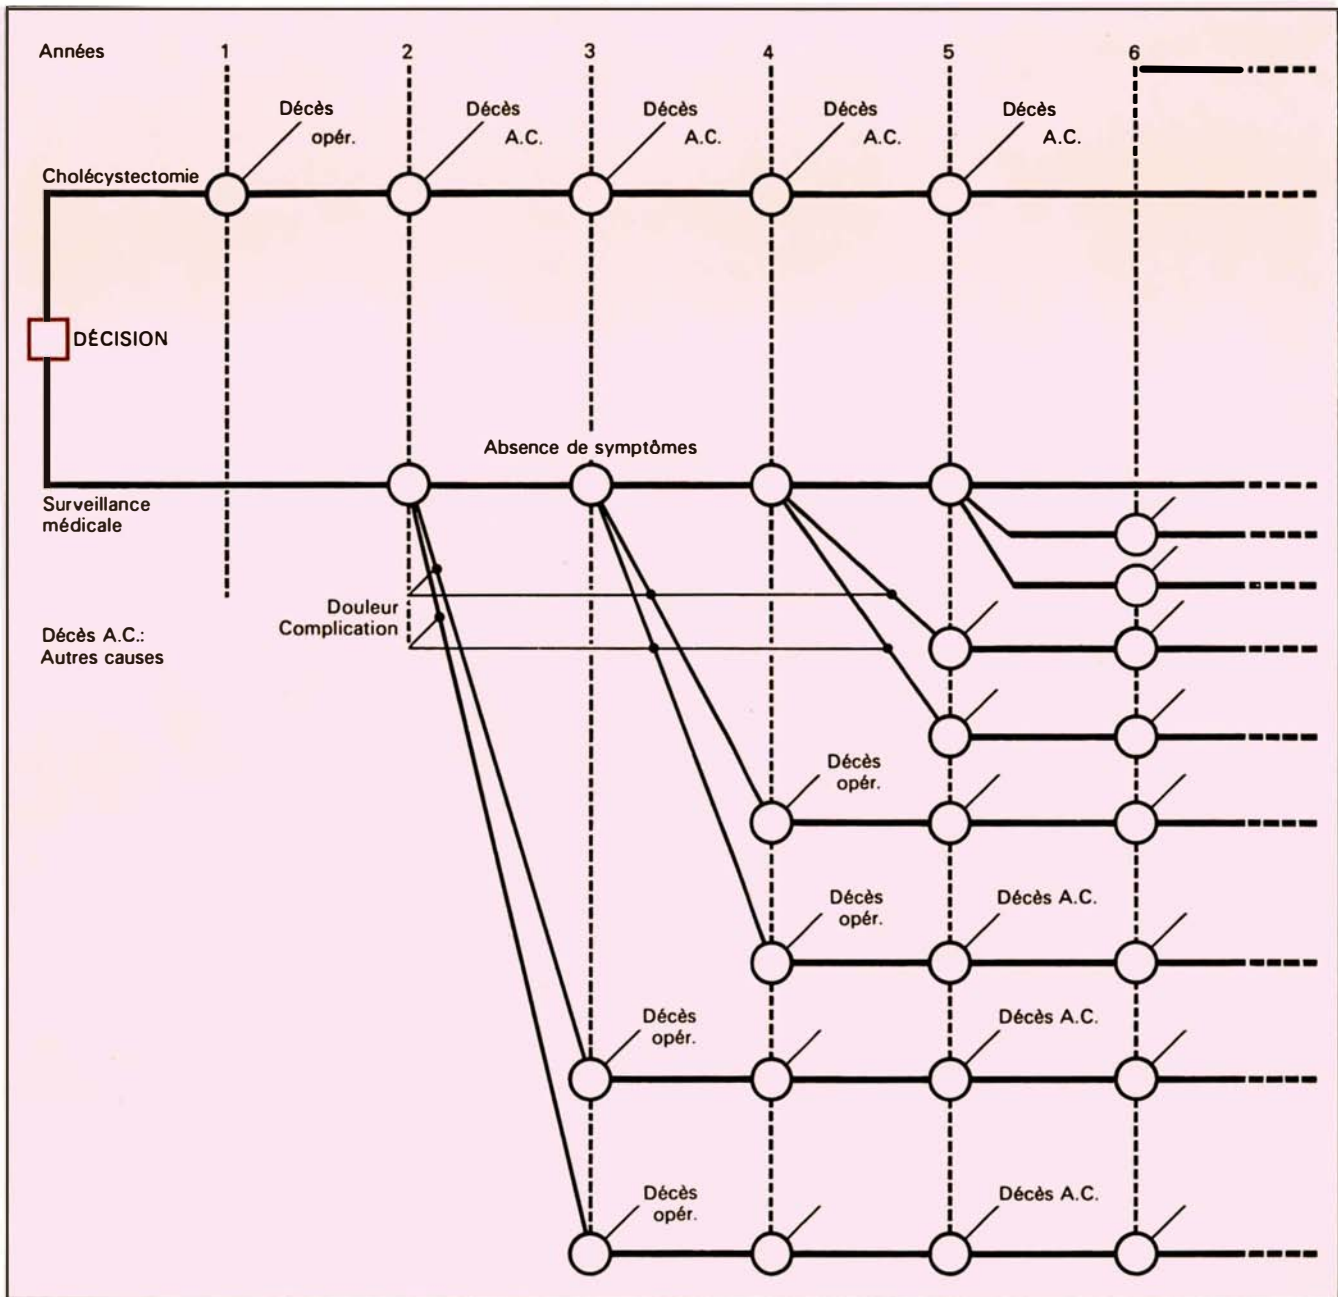 Années 1 2 3 4 5 6
Décès
opér.
Décès
A.C.
Décès
A.C.
Décès
A.C.
Décès
A.C.
Cholécystectomie
DÉCISION
Absence de symptômes
Surveillance
médicale
Douleur
Complication
Décès A.C.:
Autres causes
Décès
opér.
Décès
opér.
Décès A.C.
Décès
opér.
Décès A.C.
Décès
opér.
Décès A.C.